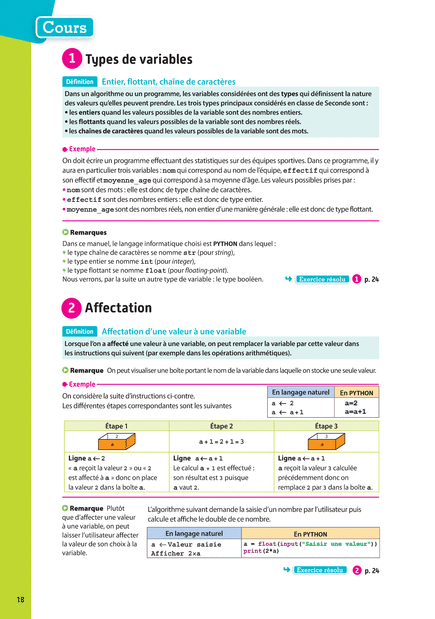 Cours
1 Types de variables
Définition Entier, flottant, chaîne de caractères
Dans un algorithme ou un programme, les variables considérées ont des types qui définissent la nature
des valeurs qu'elles peuvent prendre. Les trois types principaux considérés en classe de Seconde sont :
• les entiers quand les valeurs possibles de la variable sont des nombres entiers.
• les flottants quand les valeurs possibles de la variable sont des nombres réels.
• les chaînes de caractères quand les valeurs possibles de la variable sont des mots.
Exemple
On doit écrire un programme effectuant des statistiques sur des équipes sportives. Dans ce programme, il y
aura en particulier trois variables : nom qui correspond au nom de l'équipe, effectif qui correspond à
son effectif et moyenne_age qui correspond à sa moyenne d'âge. Les valeurs possibles prises par :
• nom sont des mots : elle est donc de type chaîne de caractères.
• effectif sont des nombres entiers : elle est donc de type entier.
• moyenne_age sont des nombres réels, non entier d'une manière générale : elle est donc de type flottant.
Remarques
Dans ce manuel, le langage informatique choisi est PYTHON dans lequel :
• le type chaîne de caractères se nomme str (pour string),
• le type entier se nomme int (pour integer),
• le type flottant se nomme float (pour floating-point).
Nous verrons, par la suite un autre type de variable : le type booléen.
Exercice résolu 1 p. 24
2 Affectation
Définition Affectation d'une valeur à une variable
Lorsque l'on a affecté une valeur à une variable, on peut remplacer la variable par cette valeur dans
les instructions qui suivent (par exemple dans les opérations arithmétiques).
Remarque On peut visualiser une boîte portant le nom de la variable dans laquelle on stocke une seule valeur.
Exemple
On considère la suite d'instructions ci-contre.
Les différentes étapes correspondantes sont les suivantes
En langage naturel En PYTHON
a ← 2 a=2
a ← a+1 a=a+1
Étape 1 Étape 2 Étape 3
2
a
a + 1 = 2 + 1 = 3
3
a
Ligne a ← 2
« a reçoit la valeur 2 » ou « 2
est affecté à a » donc on place
la valeur 2 dans la boîte a.
Ligne a ← a + 1
Le calcul a + 1 est effectué :
son résultat est 3 puisque
a vaut 2.
Ligne a ← a + 1
a reçoit la valeur 3 calculée
précédemment donc on
remplace 2 par 3 dans la boîte a.
Remarque Plutôt
que d'affecter une valeur
à une variable, on peut
laisser l'utilisateur affecter
la valeur de son choix à la
variable.
L'algorithme suivant demande la saisie d'un nombre par l'utilisateur puis
calcule et affiche le double de ce nombre.
En langage naturel En PYTHON
a ← Valeur saisie
Afficher 2×a
a = float(input("Saisir une valeur"))
print(2*a)
Exercice résolu 2 p. 24
18